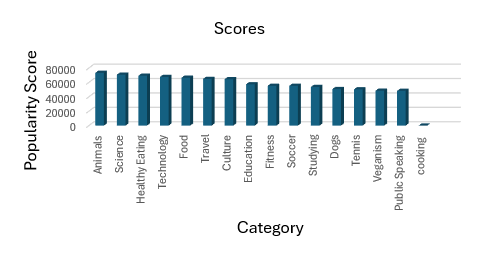 Scores
Popularity Score
80000
60000
40000
20000
0
Animals
Science
Healthy Eating
Technology
Food
Travel
Culture
Education
Fitness
Soccer
Studying
Dogs
Tennis
Veganism
Public Speaking
cooking
Category